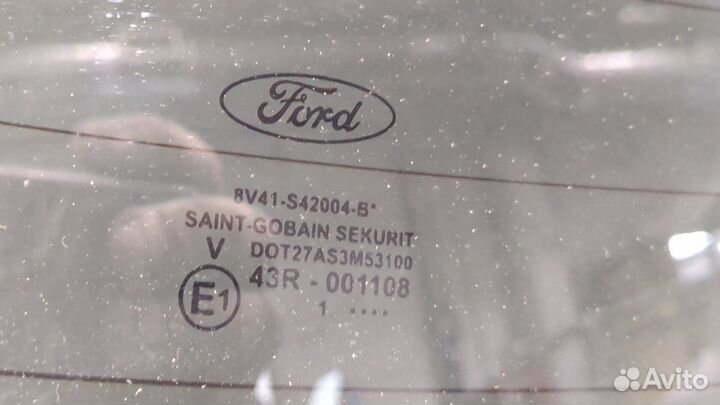 Ford
8V41-S42004-B*
SAINT-GOBAIN SEKURIT
V DOT27AS3M53100
E1 43R - 001108
1 ....
Avito